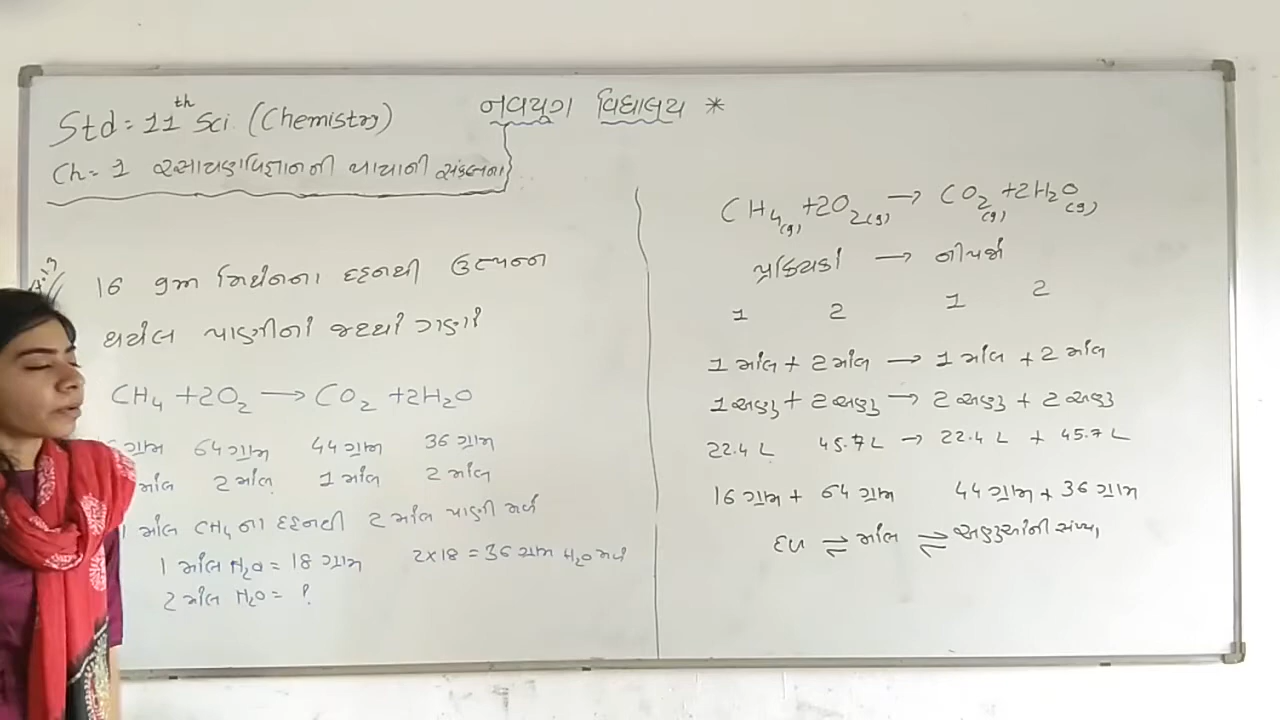 Std = 11th Sci (Chemistry)
નવયુગ વિદ્યાલય *
Ch = 1 રસાયણવિજ્ઞાનની પાયાની સંકલ્પના
16 ગ્રામ મિથેનના દહનથી ઉત્પન્ન
થયેલ પાણીનો જથ્થો ગણો
CH4 + 2O2 → CO2 + 2H2O
ગ્રામ 64 ગ્રામ 44 ગ્રામ 36 ગ્રામ
મોલ 2 મોલ 1 મોલ 2 મોલ
1 મોલ CH4 ના દહનથી 2 મોલ પાણી મળે
1 મોલ H2O = 18 ગ્રામ 2×18 = 36 ગ્રામ H2O મળે
2 મોલ H2O = ?
CH4(g) + 2O2(g) → CO2(g) + 2H2O(g)
પ્રક્રિયકો → નીપજો
1 2 1 2
1 મોલ + 2 મોલ → 1 મોલ + 2 મોલ
1 અણુ + 2 અણુ → 2 અણુ + 2 અણુ
22.4 L 45.7 L → 22.4 L + 45.7 L
16 ગ્રામ + 64 ગ્રામ 44 ગ્રામ + 36 ગ્રામ
દળ ⇌ મોલ ⇌ અણુઓની સંખ્યા